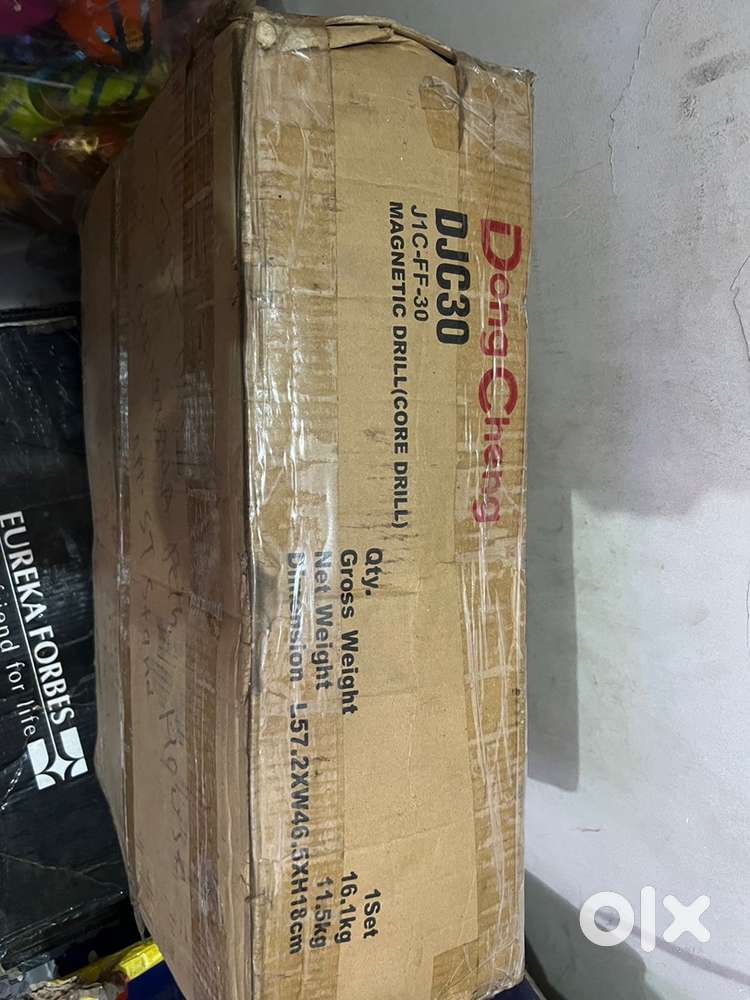 DongCheng
DJC30
J1C-FF-30
MAGNETIC DRILL(CORE DRILL)
Qty. 1Set
Gross Weight 16.1kg
Net Weight 11.5kg
Dimension L57.2XW46.5XH18cm
EUREKA FORBES
friend for life
olx